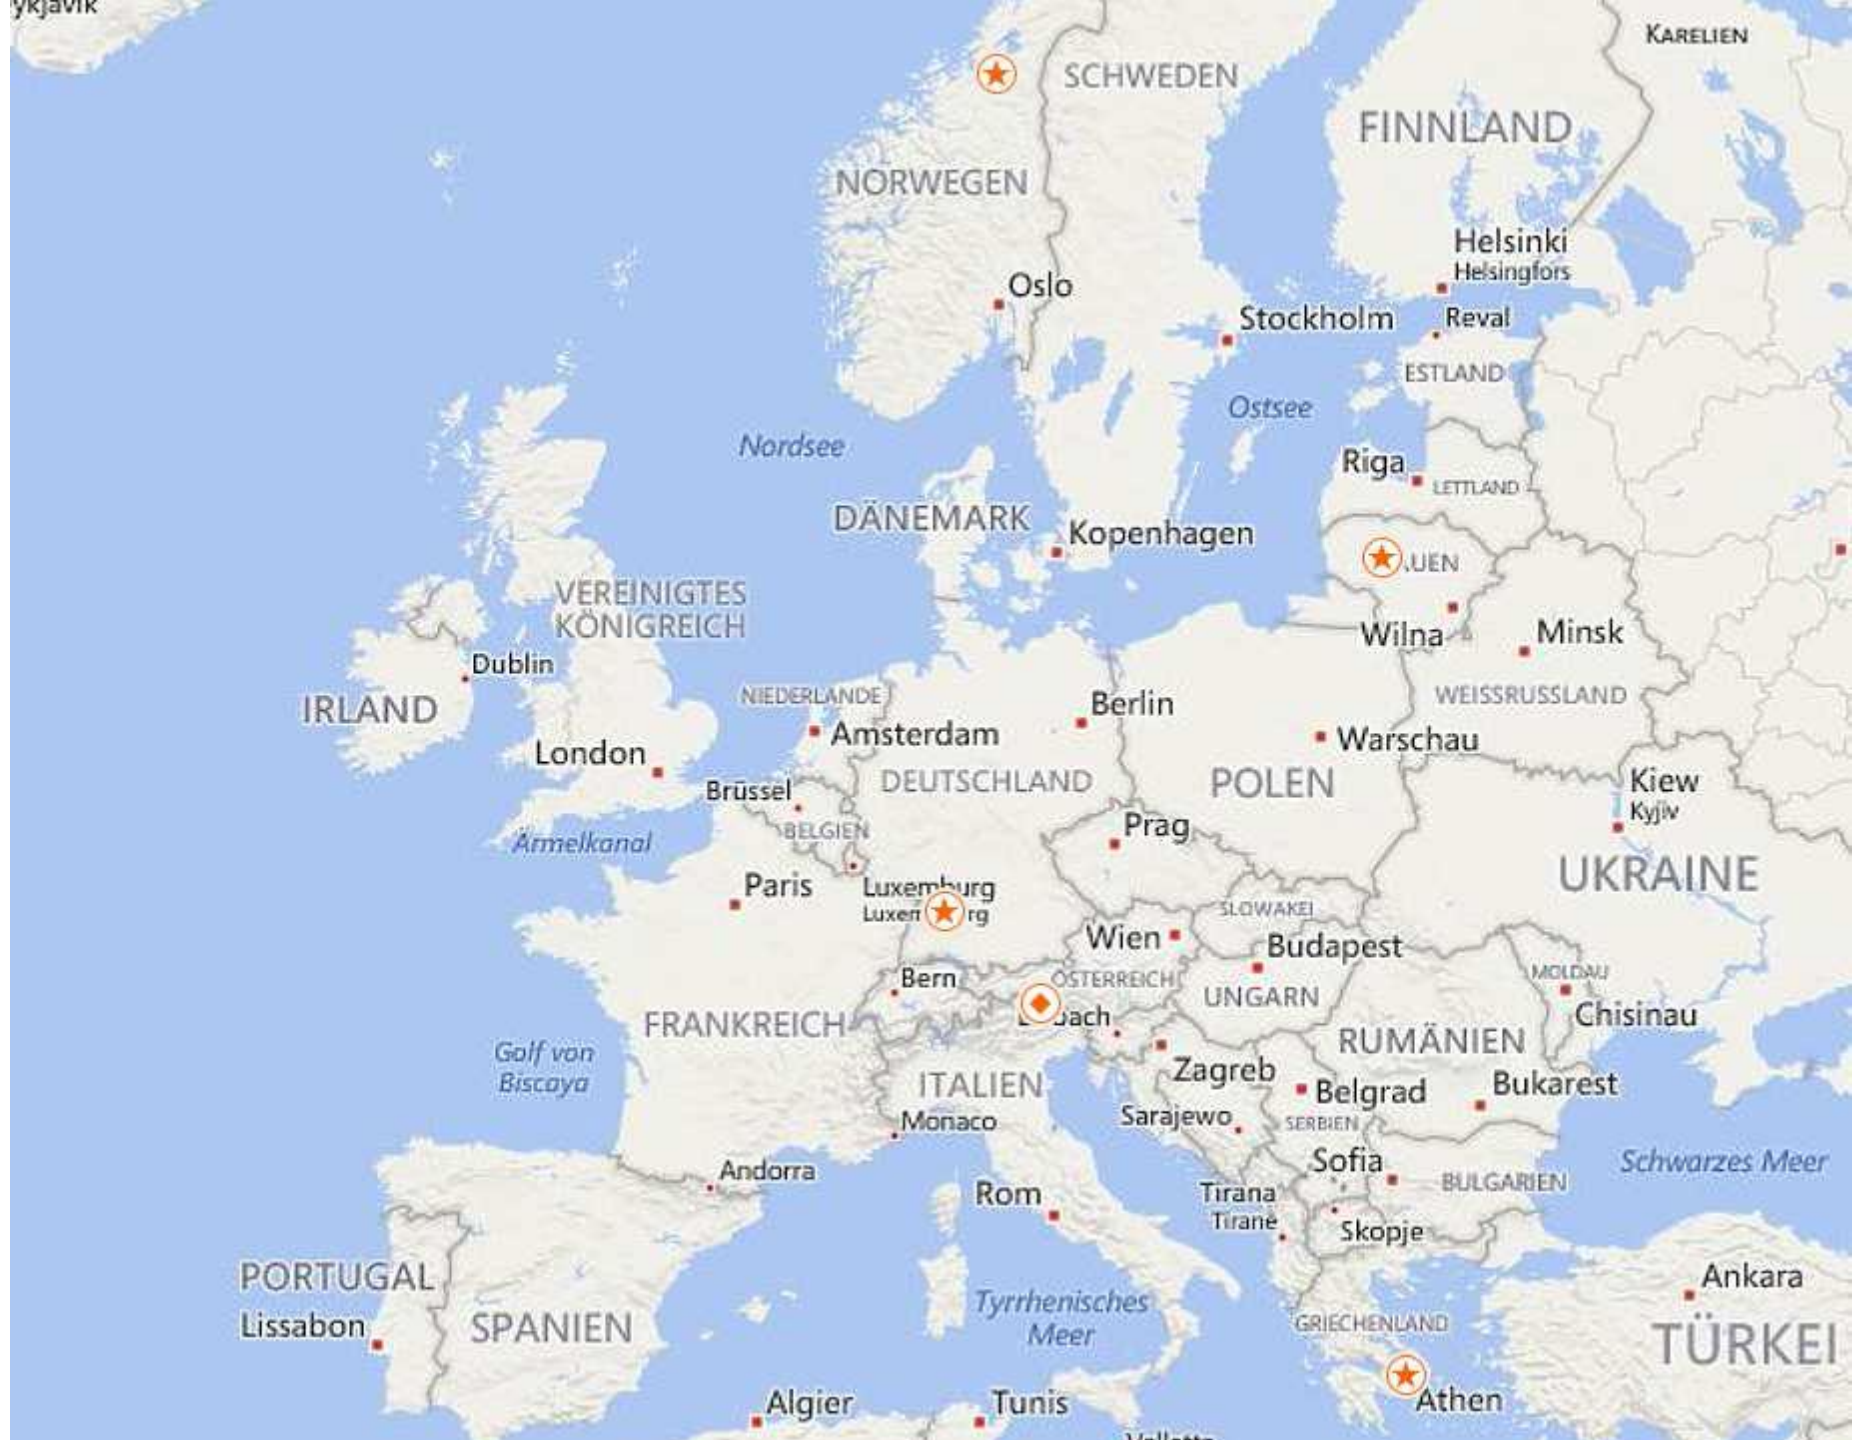 KARELIEN
SCHWEDEN
FINNLAND
NORWEGEN
Helsinki
Helsingfors
Oslo
Stockholm
Reval
ESTLAND
Ostsee
Nordsee
Riga
LETTLAND
DÄNEMARK
Kopenhagen
VEREINIGTES
KÖNIGREICH
Wilna
Minsk
Dublin
NIEDERLANDE
WEISSRUSSLAND
IRLAND
Berlin
Amsterdam
London
Warschau
DEUTSCHLAND
POLEN
Kiew
Kyjiv
Brüssel
BELGIEN
Prag
Ärmelkanal
UKRAINE
Paris
Luxemburg
SLOWAKEI
Wien
Budapest
Bern
ÖSTERREICH
MOLDAU
UNGARN
Chisinau
FRANKREICH
RUMÄNIEN
Golf von
Biscaya
Zagreb
ITALIEN
Belgrad
Bukarest
Monaco
Sarajewo
SERBIEN
Andorra
Sofia
Schwarzes Meer
BULGARIEN
Rom
Tirana
Tiranë
Skopje
PORTUGAL
Ankara
Lissabon
SPANIEN
Tyrrhenisches
Meer
GRIECHENLAND
TÜRKEI
Algier
Tunis
Athen